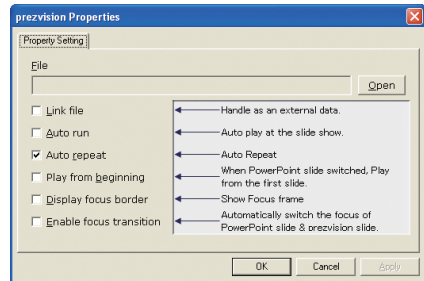 prezvision Properties
Property Setting
File
Open
Link file
Handle as an external data.
Auto run
Auto play at the slide show.
Auto repeat
Auto Repeat
Play from beginning
When PowerPoint slide switched, Play
from the first slide.
Display focus border
Show Focus frame
Enable focus transition
Automatically switch the focus of
PowerPoint slide & prezvision slide.
OK
Cancel
Apply